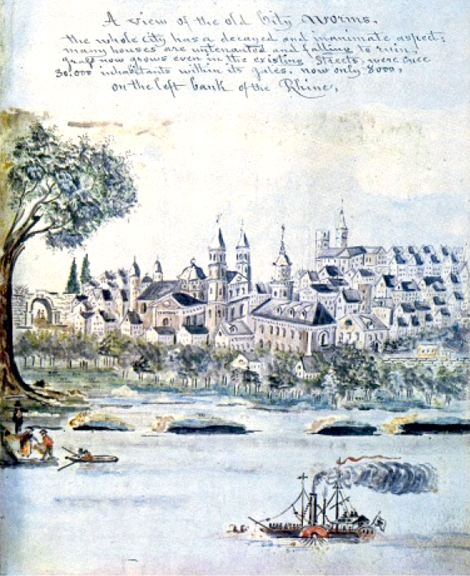 A view of the old City Worms.
the whole city has a decayed and inanimate aspect;
many houses are untenanted and falling to ruin,
grass now grows even in the existing Streets, were once
30.000 inhabitants within its gates, now only 8000,
on the left bank of the Rhine,